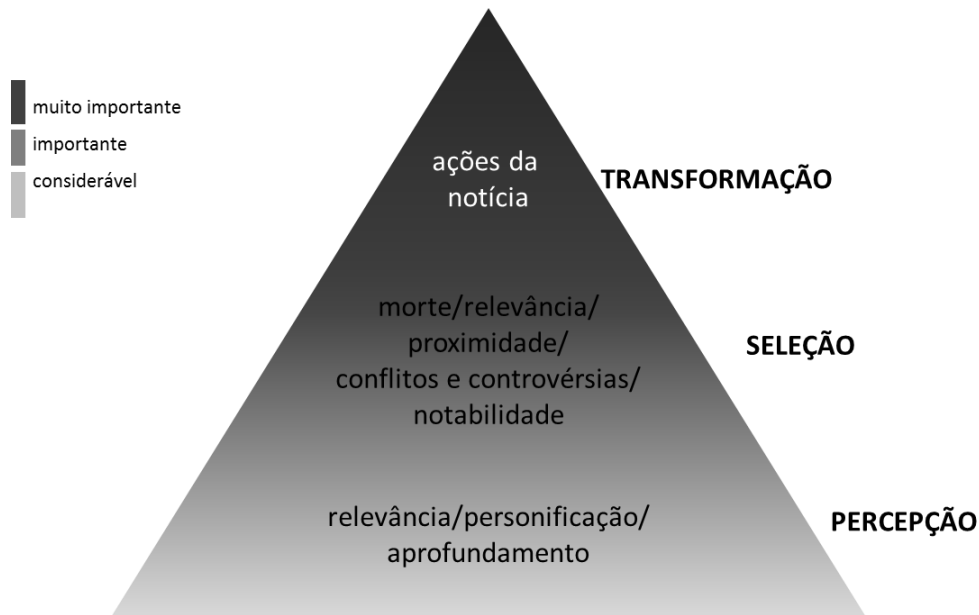 muito importante
importante
considerável
ações da
notícia
TRANSFORMAÇÃO
morte/relevância/
proximidade/
conflitos e controvérsias/
notabilidade
SELEÇÃO
relevância/personificação/
aprofundamento
PERCEPÇÃO